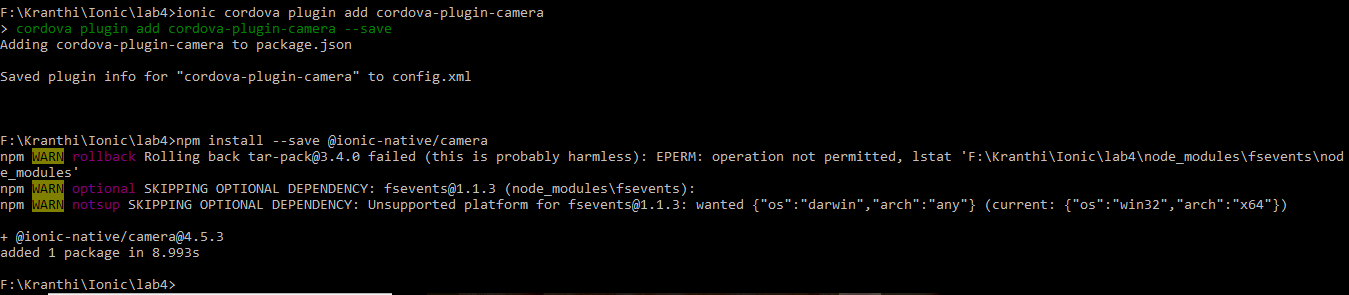 F:\Kranthi\Ionic\lab4>ionic cordova plugin add cordova-plugin-camera
> cordova plugin add cordova-plugin-camera --save
Adding cordova-plugin-camera to package.json
Saved plugin info for "cordova-plugin-camera" to config.xml
F:\Kranthi\Ionic\lab4>npm install --save @ionic-native/camera
npm WARN rollback Rolling back tar-pack@3.4.0 failed (this is probably harmless): EPERM: operation not permitted, lstat 'F:\Kranthi\Ionic\lab4\node_modules\fsevents\nod
e_modules'
npm WARN optional SKIPPING OPTIONAL DEPENDENCY: fsevents@1.1.3 (node_modules\fsevents):
npm WARN notsup SKIPPING OPTIONAL DEPENDENCY: Unsupported platform for fsevents@1.1.3: wanted {"os":"darwin","arch":"any"} (current: {"os":"win32","arch":"x64"})
+ @ionic-native/camera@4.5.3
added 1 package in 8.993s
F:\Kranthi\Ionic\lab4>